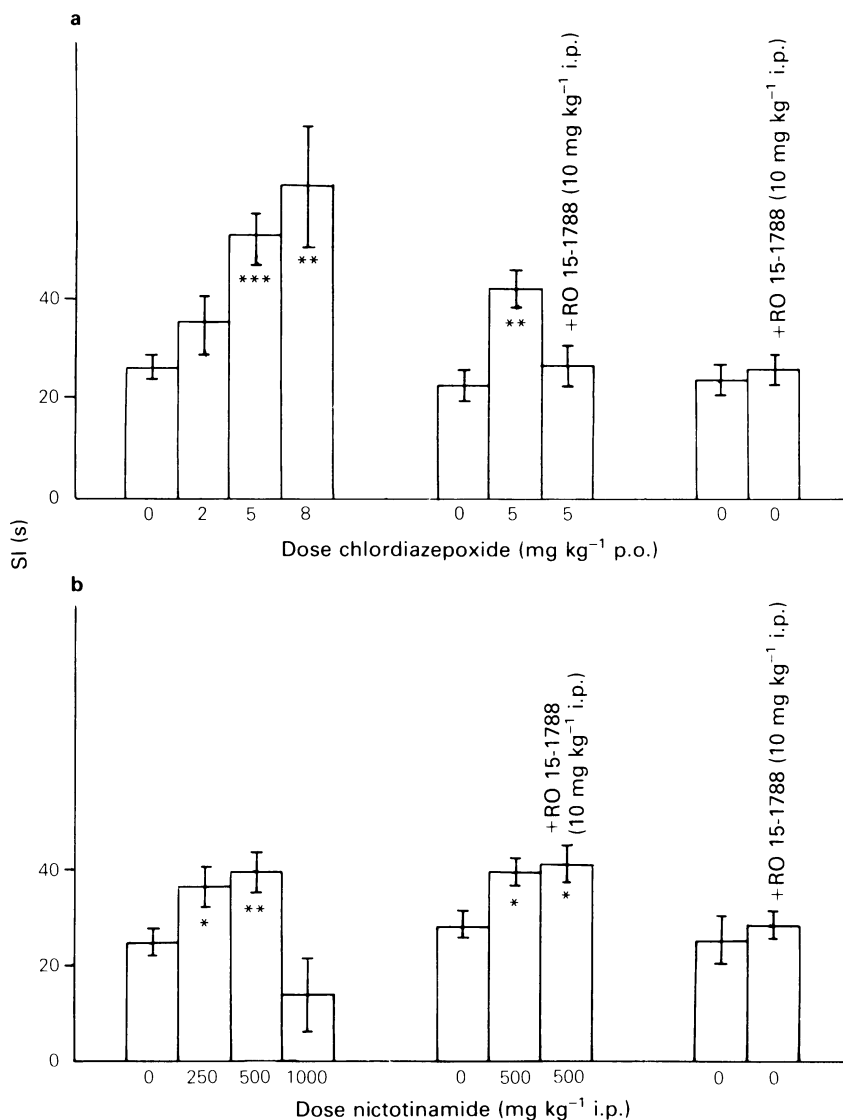 a
+RO 15-1788 (10 mg kg⁻¹ i.p.)
+RO 15-1788 (10 mg kg⁻¹ i.p.)
40
20
0
*** ** **
0 2 5 8 0 5 5 0 0
Dose chlordiazepoxide (mg kg⁻¹ p.o.)
SI (s)
b
+RO 15-1788
(10 mg kg⁻¹ i.p.)
+RO 15-1788 (10 mg kg⁻¹ i.p.)
40
20
0
* ** * *
0 250 500 1000 0 500 500 0 0
Dose nictotinamide (mg kg⁻¹ i.p.)